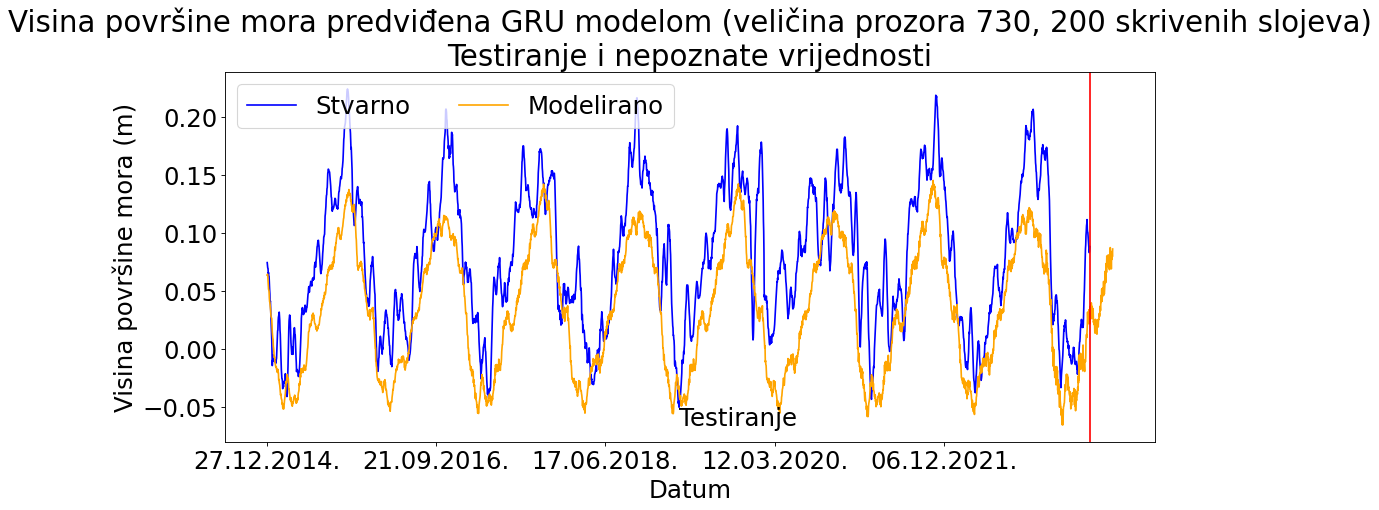 Visina površine mora predviđena GRU modelom (veličina prozora 730, 200 skrivenih slojeva)
Testiranje i nepoznate vrijednosti
Stvarno
Modelirano
Visina površine mora (m)
0.20
0.15
0.10
0.05
0.00
−0.05
Testiranje
27.12.2014.
21.09.2016.
17.06.2018.
12.03.2020.
06.12.2021.
Datum